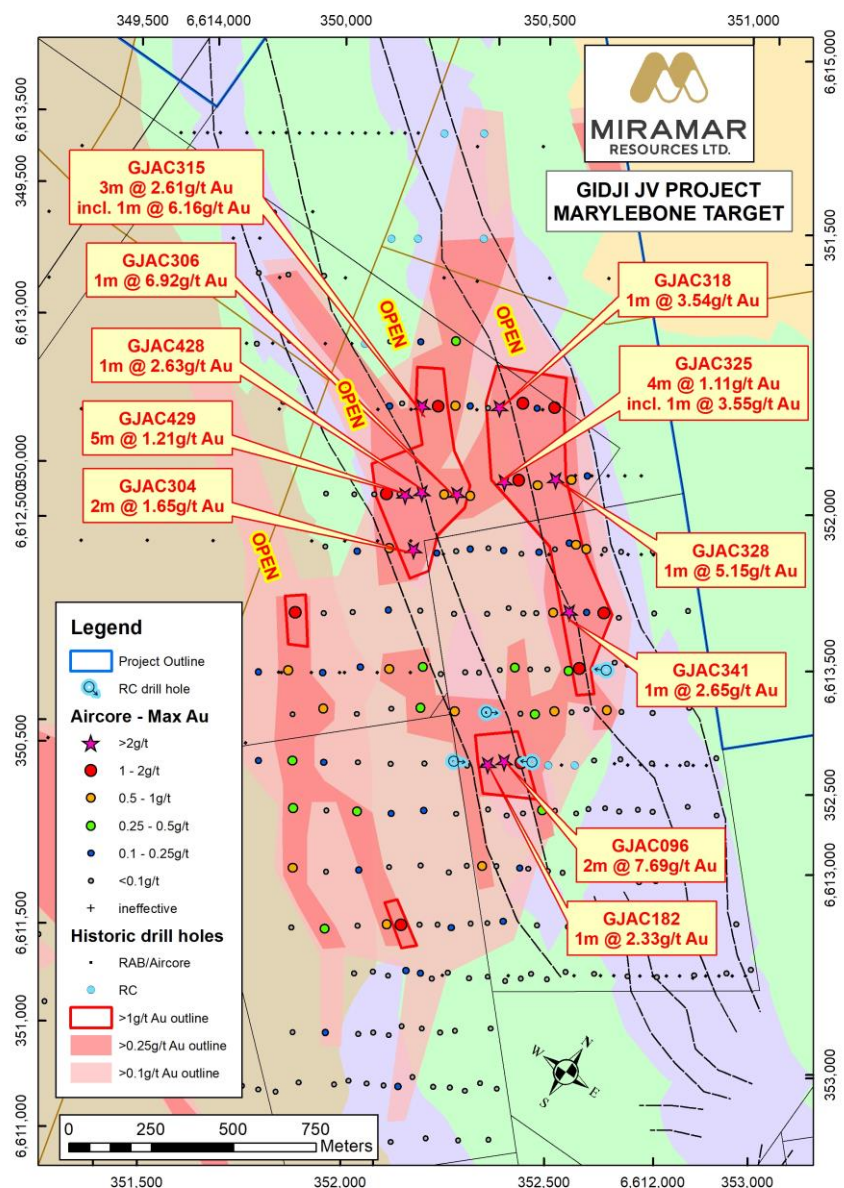 349,500
6,614,000
350,000
350,500
351,000
6,615,000
6,613,500
349,500
6,613,000
350,000
6,612,500
350,500
6,611,500
351,000
6,611,000
351,500
352,000
6,613,500
352,500
6,613,000
353,000
MIRAMAR
RESOURCES LTD.
GIDJI JV PROJECT
MARYLEBONE TARGET
GJAC315
3m @ 2.61g/t Au
incl. 1m @ 6.16g/t Au
GJAC306
1m @ 6.92g/t Au
GJAC428
1m @ 2.63g/t Au
GJAC429
5m @ 1.21g/t Au
GJAC304
2m @ 1.65g/t Au
OPEN
OPEN
OPEN
OPEN
GJAC318
1m @ 3.54g/t Au
GJAC325
4m @ 1.11g/t Au
incl. 1m @ 3.55g/t Au
GJAC328
1m @ 5.15g/t Au
GJAC341
1m @ 2.65g/t Au
GJAC096
2m @ 7.69g/t Au
GJAC182
1m @ 2.33g/t Au
Legend
Project Outline
RC drill hole
Aircore - Max Au
>2g/t
1 - 2g/t
0.5 - 1g/t
0.25 - 0.5g/t
0.1 - 0.25g/t
<0.1g/t
ineffective
Historic drill holes
RAB/Aircore
RC
>1g/t Au outline
>0.25g/t Au outline
>0.1g/t Au outline
N
E
S
W
0 250 500 750
Meters
351,500
352,000
352,500
6,612,000
353,000